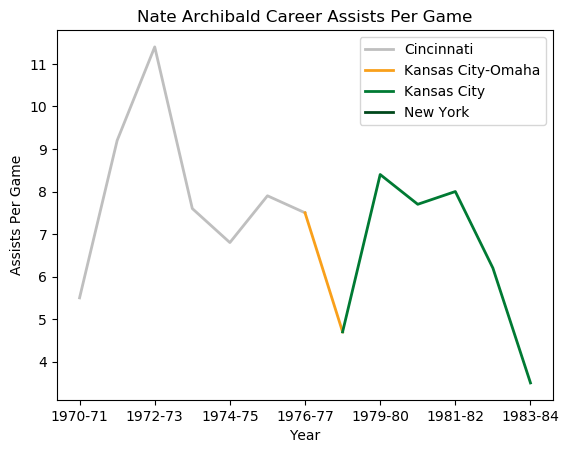 Nate Archibald Career Assists Per Game
Cincinnati
Kansas City-Omaha
Kansas City
New York
11
10
9
8
7
6
5
4
Assists Per Game
1970-71
1972-73
1974-75
1976-77
1979-80
1981-82
1983-84
Year